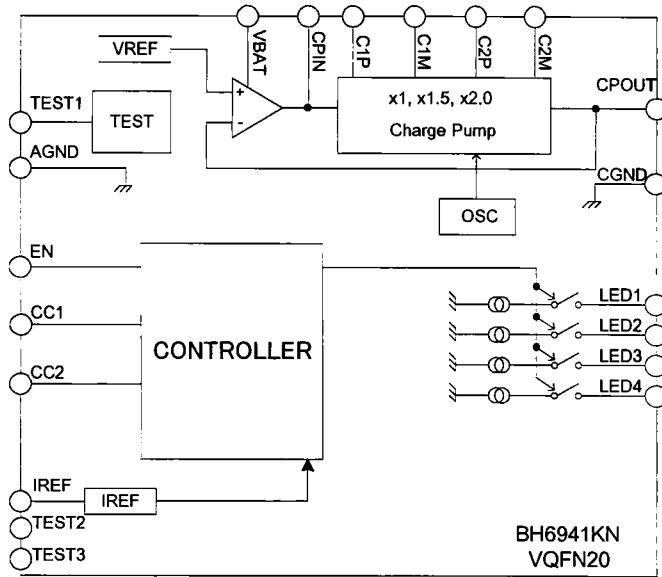 VBAT
CPIN
C1P
C1M
C2P
C2M
VREF
CPOUT
TEST1
TEST
+
-
x1, x1.5, x2.0
Charge Pump
AGND
CGND
OSC
EN
CC1
CC2
CONTROLLER
LED1
LED2
LED3
LED4
IREF
IREF
TEST2
TEST3
BH6941KN
VQFN20